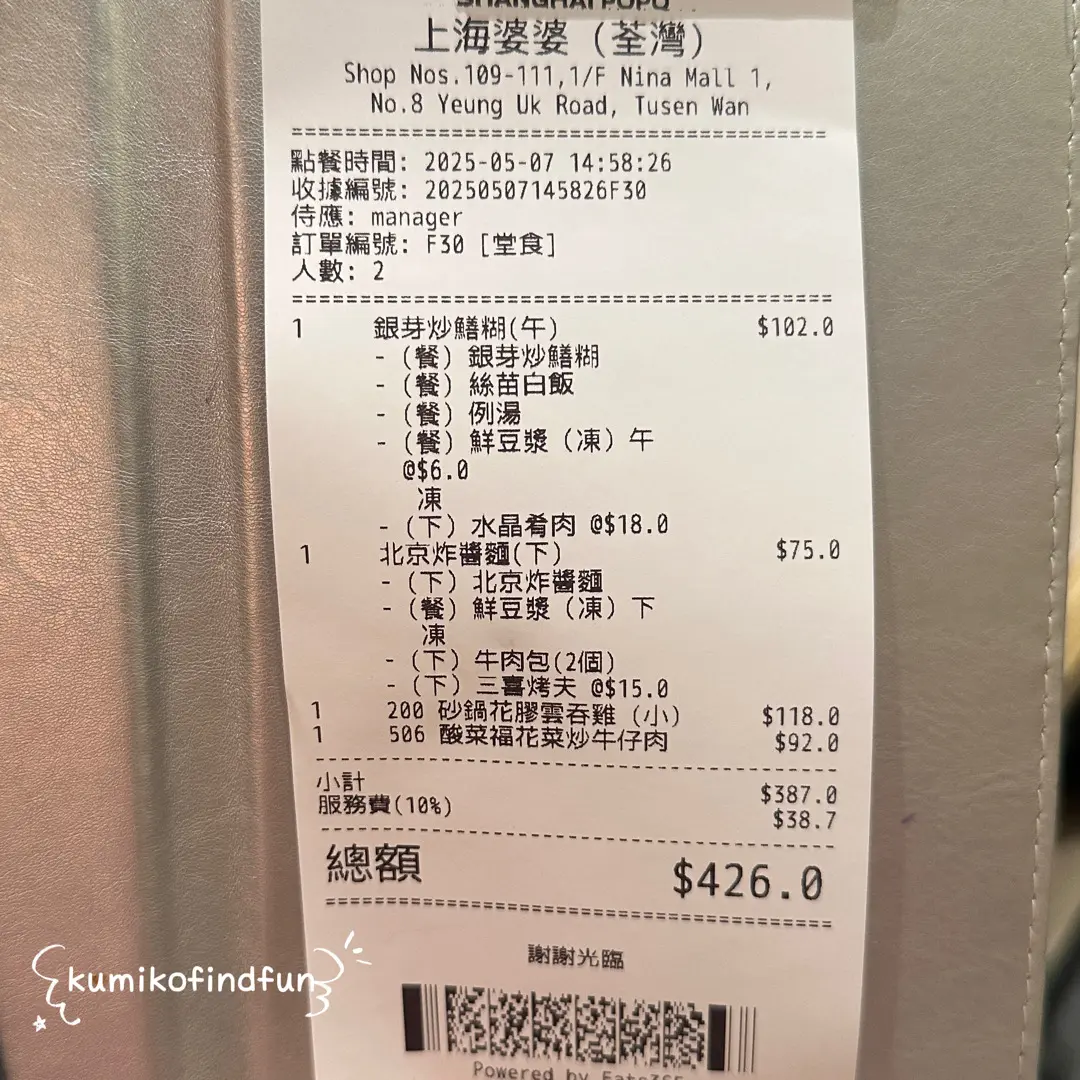 SHANGHAI POPO
上海婆婆 (荃灣)
Shop Nos.109-111,1/F Nina Mall 1,
No.8 Yeung Uk Road, Tusen Wan
點餐時間: 2025-05-07 14:58:26
收據編號: 20250507145826F30
侍應: manager
訂單編號: F30 [堂食]
人數: 2
1 銀芽炒鱔糊(午) $102.0
- (餐) 銀芽炒鱔糊
- (餐) 絲苗白飯
- (餐) 例湯
- (餐) 鮮豆漿 (凍) 午
@$6.0
凍
- (下) 水晶肴肉 @$18.0
1 北京炸醬麵(下) $75.0
- (下) 北京炸醬麵
- (餐) 鮮豆漿 (凍) 下
凍
- (下) 牛肉包(2個)
- (下) 三喜烤夫 @$15.0
1 200 砂鍋花膠雲吞雞 (小) $118.0
1 506 酸菜福花菜炒牛仔肉 $92.0
小計 $387.0
服務費(10%) $38.7
總額 $426.0
謝謝光臨
Powered by Eats365
kumikofindfun